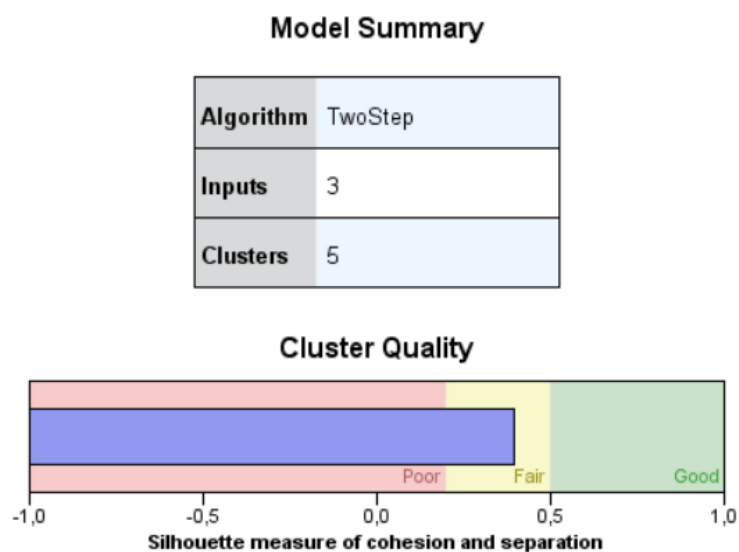 Model Summary
Algorithm TwoStep
Inputs 3
Clusters 5
Cluster Quality
Poor Fair Good
-1,0 -0,5 0,0 0,5 1,0
Silhouette measure of cohesion and separation